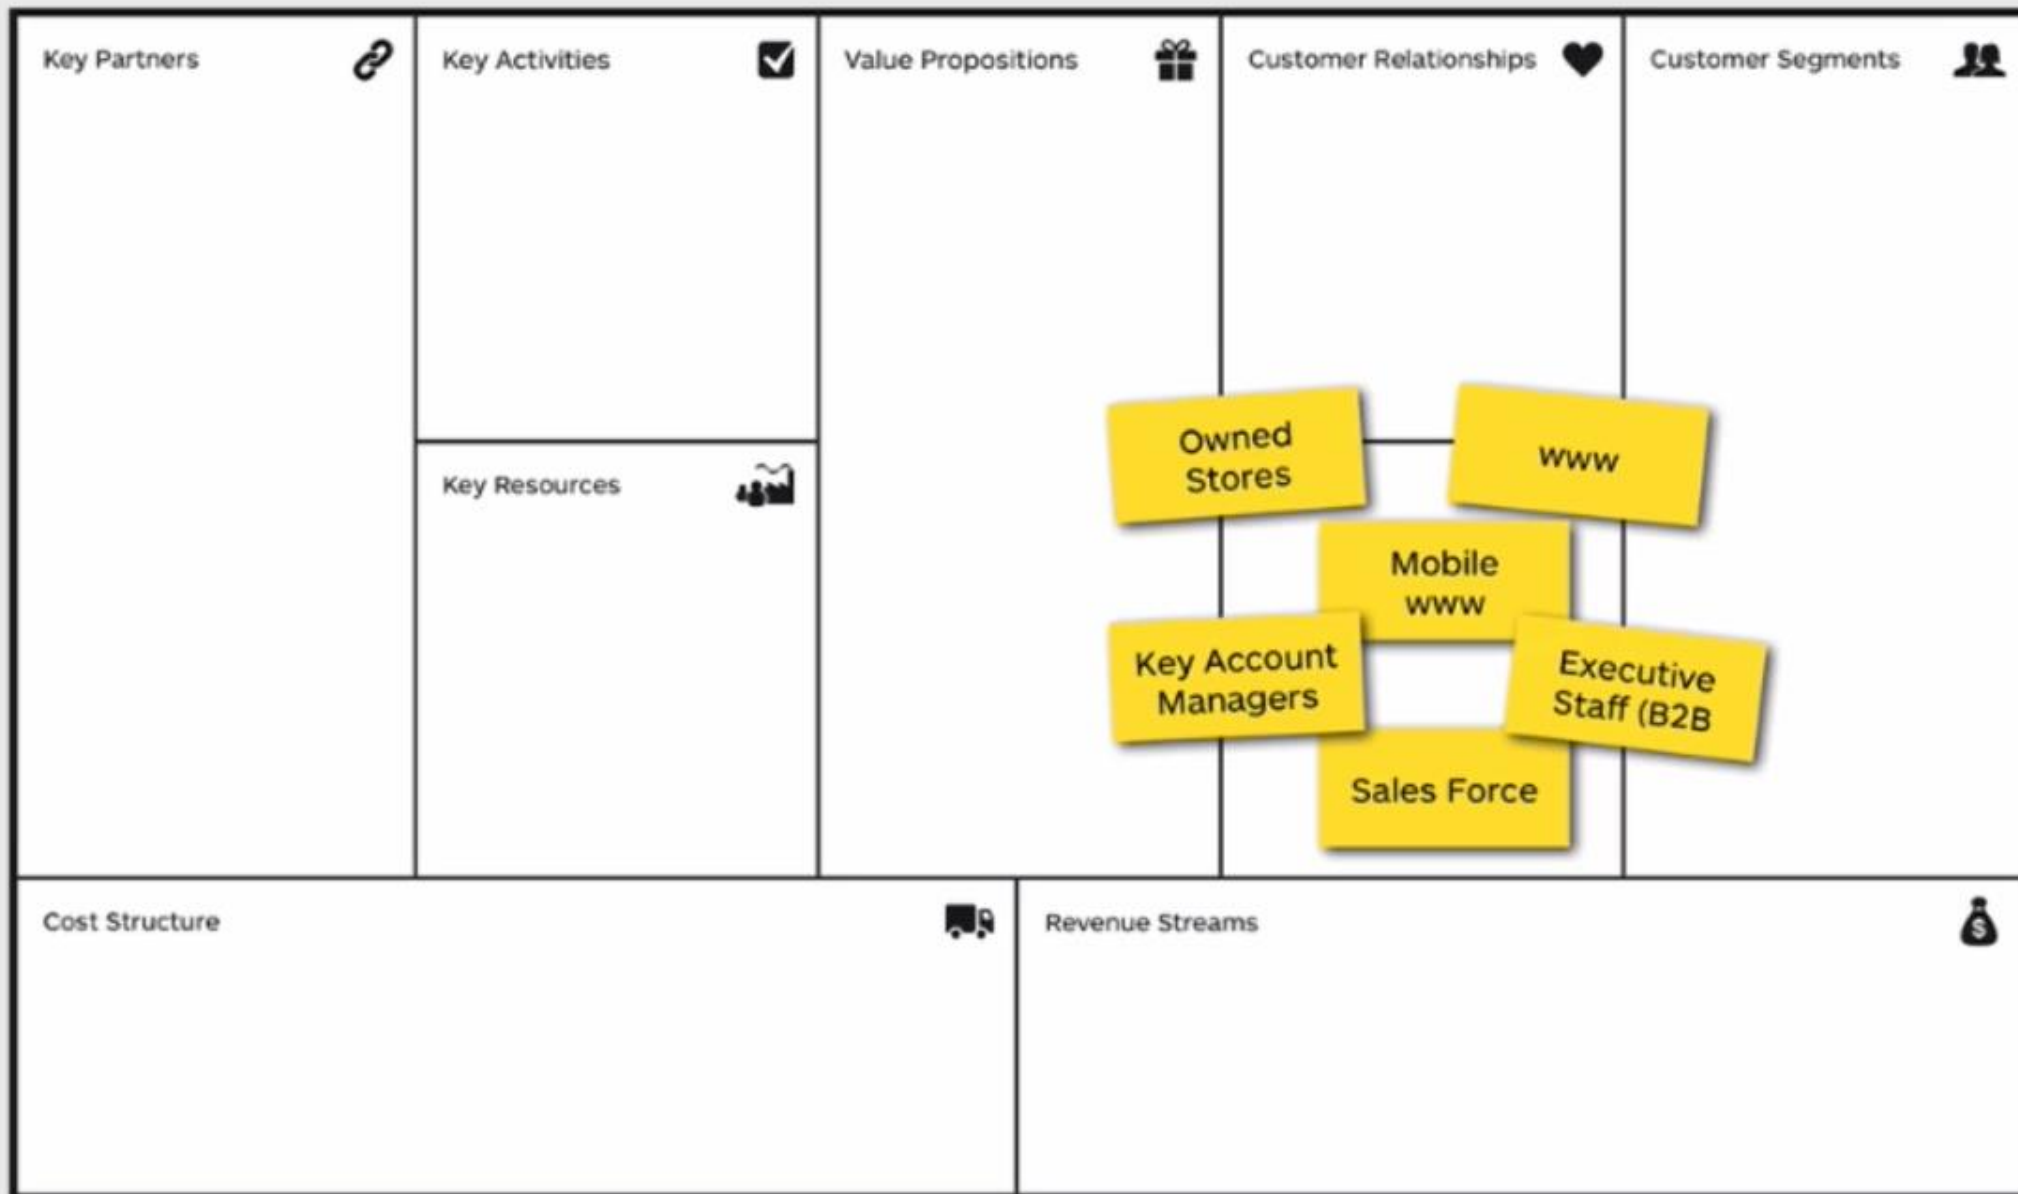 Key Partners
Key Activities
Value Propositions
Customer Relationships
Customer Segments
Key Resources
Owned
Stores
www
Mobile
www
Key Account
Managers
Executive
Staff (B2B
Sales Force
Cost Structure
Revenue Streams
$